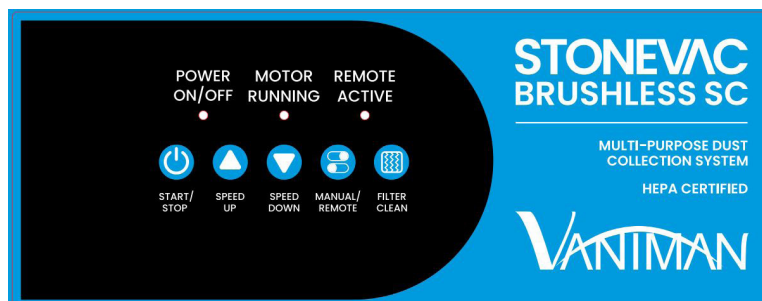 POWER ON/OFF
MOTOR RUNNING
REMOTE ACTIVE
START/
STOP
SPEED
UP
SPEED
DOWN
MANUAL/
REMOTE
FILTER
CLEAN
STONEVAC
BRUSHLESS SC
MULTI-PURPOSE DUST
COLLECTION SYSTEM
HEPA CERTIFIED
VANIMAN